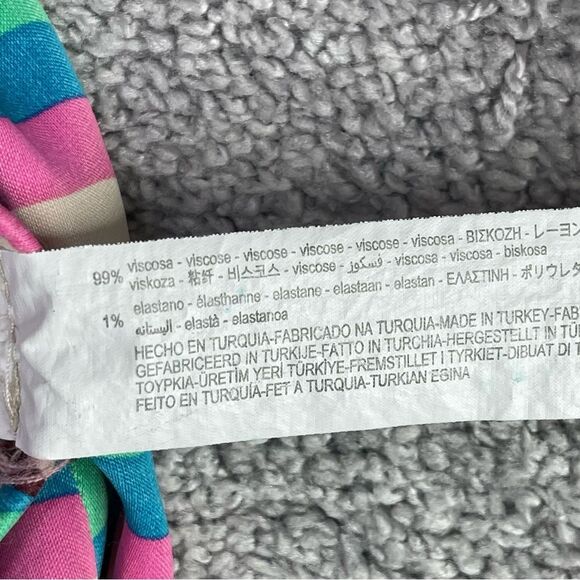 99% viscosa - viscose - viscose - viscose - viscose - viscosa - ΒΙΣΚΟΖΗ - レーヨン
viskoza - 粘纤 - 비스코스 - viscose - فسكوز - viscosa - viscosa - biskosa
1% elastano - élasthanne - elastane - elastaan - elastan - ΕΛΑΣΤΙΝΗ - ポリウレタ
اليستانه - elastà - elastanoa
HECHO EN TURQUIA-FABRICADO NA TURQUIA-MADE IN TURKEY-FAB
GEFABRICEERD IN TURKIJE-FATTO IN TURCHIA-HERGESTELLT IN TÜ
ΤΟΥΡΚΙΑ-ÜRETİM YERİ TÜRKİYE-FREMSTILLET I TYRKIET-DIBUAT DI T
FEITO EN TURQUÍA-FET A TURQUIA-TURKIAN EGINA